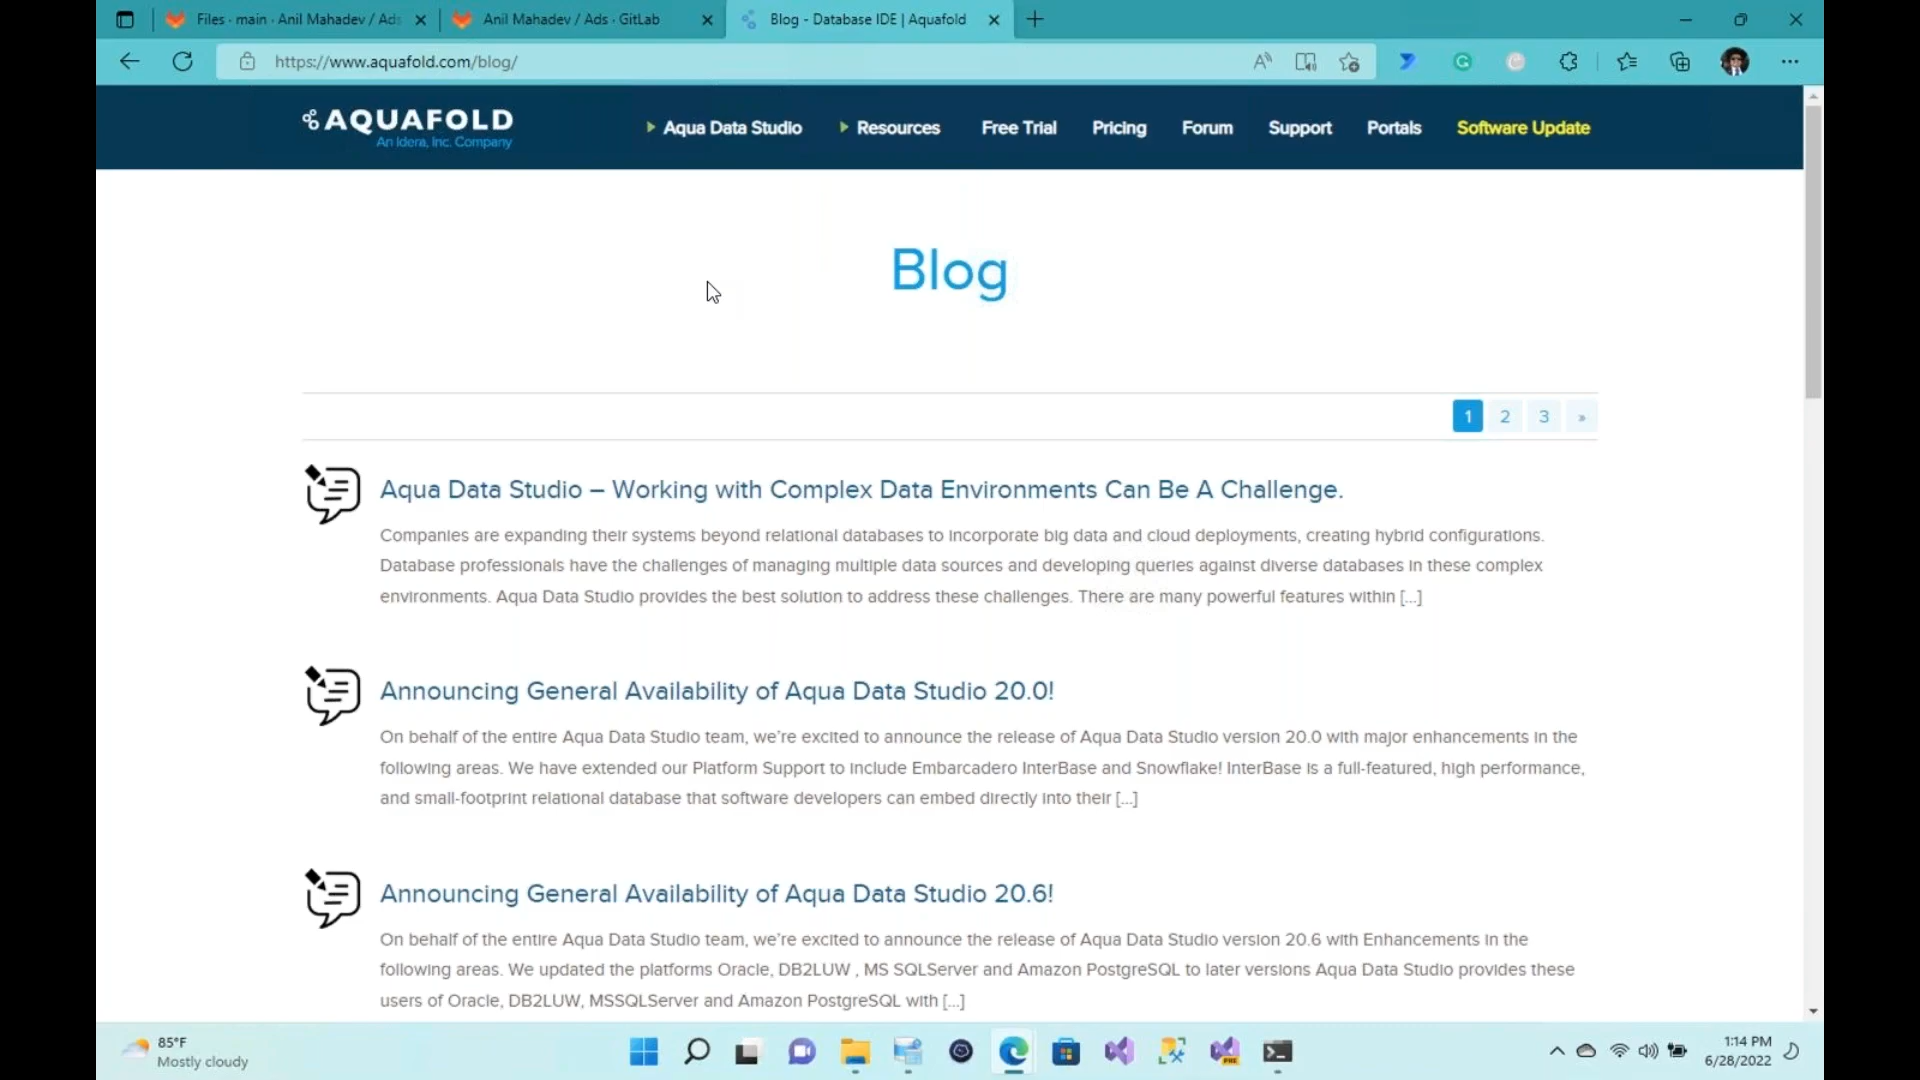 Files · main · Anil Mahadev / Ads
Anil Mahadev / Ads · GitLab
Blog - Database IDE | Aquafold
https://www.aquafold.com/blog/
AQUAFOLD
An Idera, Inc. Company
Aqua Data Studio
Resources
Free Trial
Pricing
Forum
Support
Portals
Software Update
Blog
1 2 3 »
Aqua Data Studio – Working with Complex Data Environments Can Be A Challenge.
Companies are expanding their systems beyond relational databases to incorporate big data and cloud deployments, creating hybrid configurations.
Database professionals have the challenges of managing multiple data sources and developing queries against diverse databases in these complex
environments. Aqua Data Studio provides the best solution to address these challenges. There are many powerful features within [...]
Announcing General Availability of Aqua Data Studio 20.0!
On behalf of the entire Aqua Data Studio team, we're excited to announce the release of Aqua Data Studio version 20.0 with major enhancements in the
following areas. We have extended our Platform Support to include Embarcadero InterBase and Snowflake! InterBase is a full-featured, high performance,
and small-footprint relational database that software developers can embed directly into their [...]
Announcing General Availability of Aqua Data Studio 20.6!
On behalf of the entire Aqua Data Studio team, we're excited to announce the release of Aqua Data Studio version 20.6 with Enhancements in the
following areas. We updated the platforms Oracle, DB2LUW , MS SQLServer and Amazon PostgreSQL to later versions Aqua Data Studio provides these
users of Oracle, DB2LUW, MSSQLServer and Amazon PostgreSQL with [...]
85°F
Mostly cloudy
PRE
1:14 PM
6/28/2022